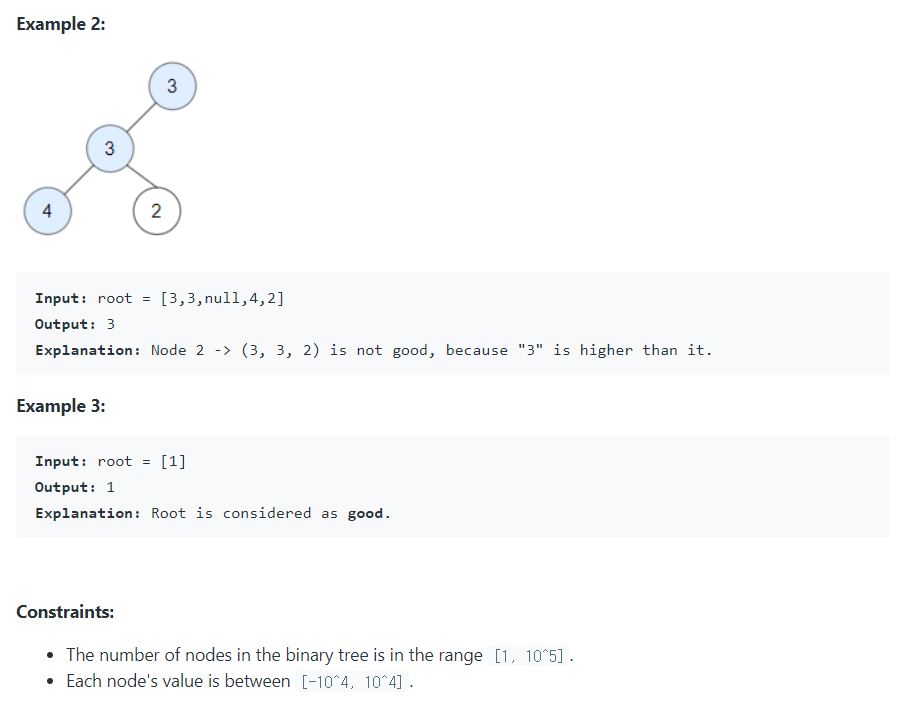 Example 2:
3
3
4 2
Input: root = [3,3,null,4,2]
Output: 3
Explanation: Node 2 -> (3, 3, 2) is not good, because "3" is higher than it.
Example 3:
Input: root = [1]
Output: 1
Explanation: Root is considered as good.
Constraints:
• The number of nodes in the binary tree is in the range [1, 10^5] .
• Each node's value is between [-10^4, 10^4] .